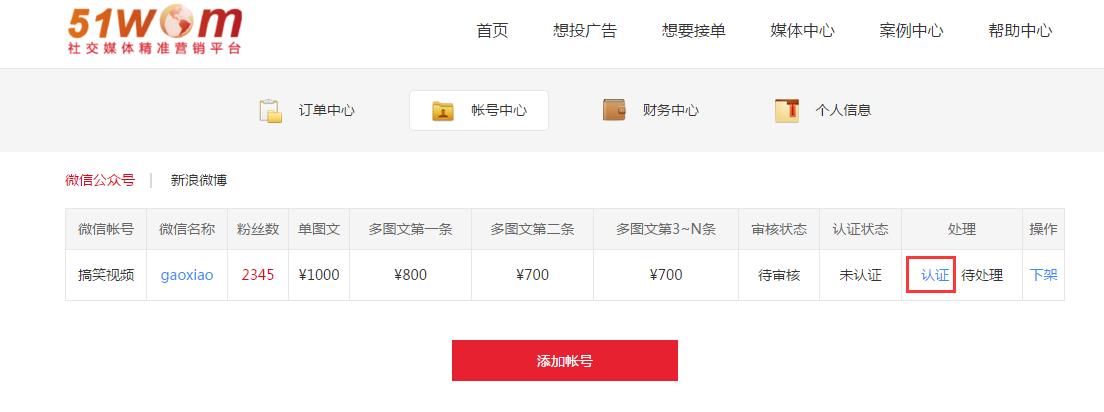 51wom
社交媒体精准营销平台
首页 想投广告 想要接单 媒体中心 案例中心 帮助中心
订单中心 帐号中心 财务中心 个人信息
微信公众号 | 新浪微博
微信帐号 微信名称 粉丝数 单图文 多图文第一条 多图文第二条 多图文第3~N条 审核状态 认证状态 处理 操作
搞笑视频 gaoxiao 2345 ¥1000 ¥800 ¥700 ¥700 待审核 未认证 认证 待处理 下架
添加帐号